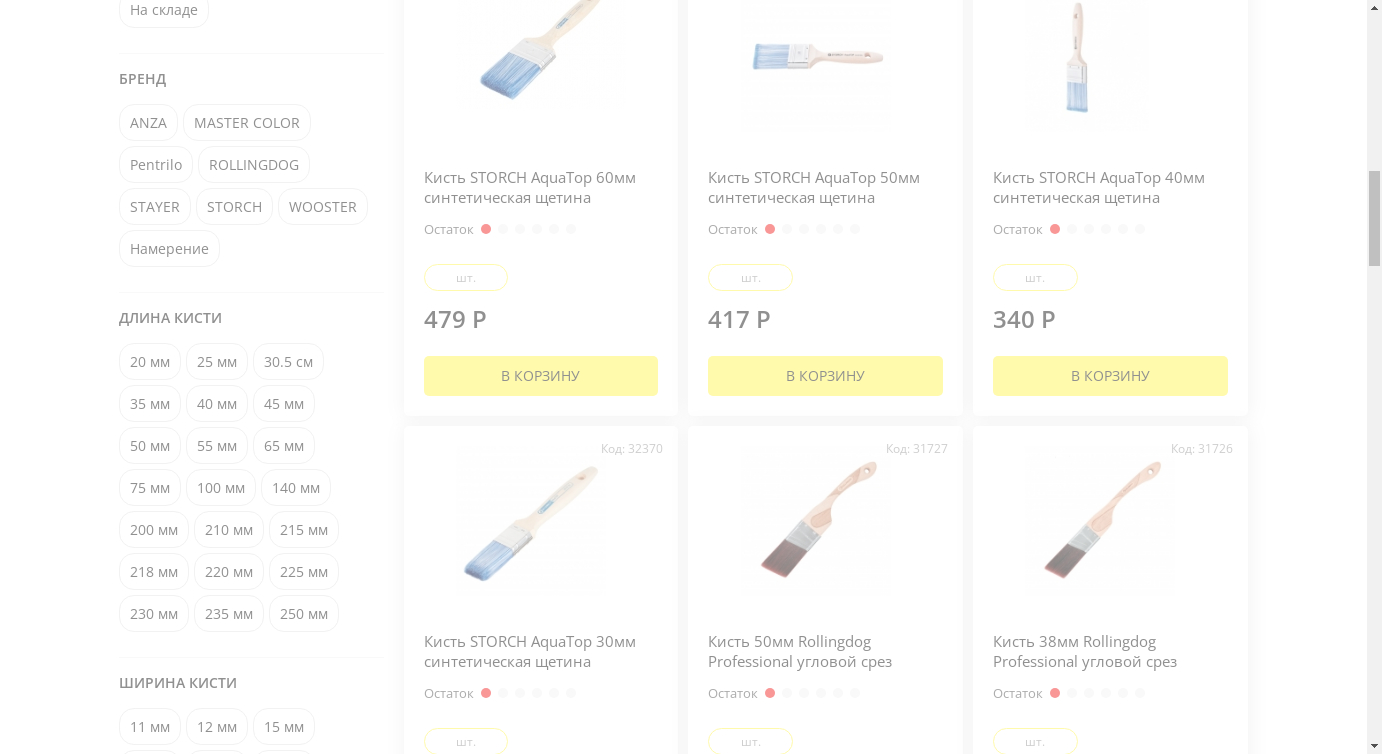 На складе
БРЕНД
ANZA
MASTER COLOR
Pentrilo
ROLLINGDOG
STAYER
STORCH
WOOSTER
Намерение
ДЛИНА КИСТИ
20 мм
25 мм
30.5 см
35 мм
40 мм
45 мм
50 мм
55 мм
65 мм
75 мм
100 мм
140 мм
200 мм
210 мм
215 мм
218 мм
220 мм
225 мм
230 мм
235 мм
250 мм
ШИРИНА КИСТИ
11 мм
12 мм
15 мм
Кисть STORCH AquaTop 60мм
синтетическая щетина
Остаток
шт.
479 Р
В КОРЗИНУ
Кисть STORCH AquaTop 50мм
синтетическая щетина
Остаток
шт.
417 Р
В КОРЗИНУ
Кисть STORCH AquaTop 40мм
синтетическая щетина
Остаток
шт.
340 Р
В КОРЗИНУ
Код: 32370
Кисть STORCH AquaTop 30мм
синтетическая щетина
Остаток
шт.
Код: 31727
Кисть 50мм Rollingdog
Professional угловой срез
Остаток
шт.
Код: 31726
Кисть 38мм Rollingdog
Professional угловой срез
Остаток
шт.